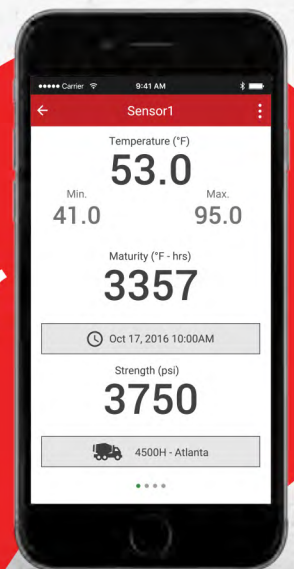 Carrier 9:41 AM
Sensor1
Temperature (°F)
53.0
Min. Max.
41.0 95.0
Maturity (°F - hrs)
3357
Oct 17, 2016 10:00AM
Strength (psi)
3750
4500H - Atlanta